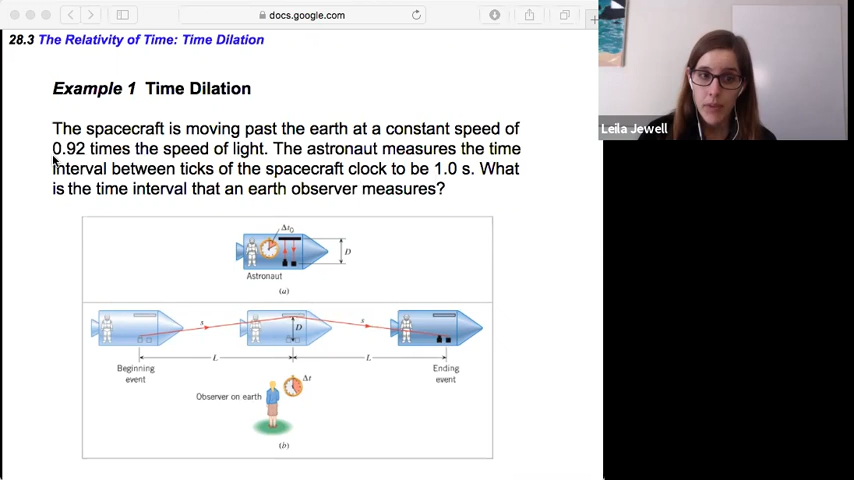 docs.google.com
28.3 The Relativity of Time: Time Dilation
Example 1 Time Dilation
The spacecraft is moving past the earth at a constant speed of
0.92 times the speed of light. The astronaut measures the time
interval between ticks of the spacecraft clock to be 1.0 s. What
is the time interval that an earth observer measures?
Δt₀
D
Astronaut
(a)
s
D
s
L
L
Beginning
event
Ending
event
Δt
Observer on earth
(b)
Leila Jewell